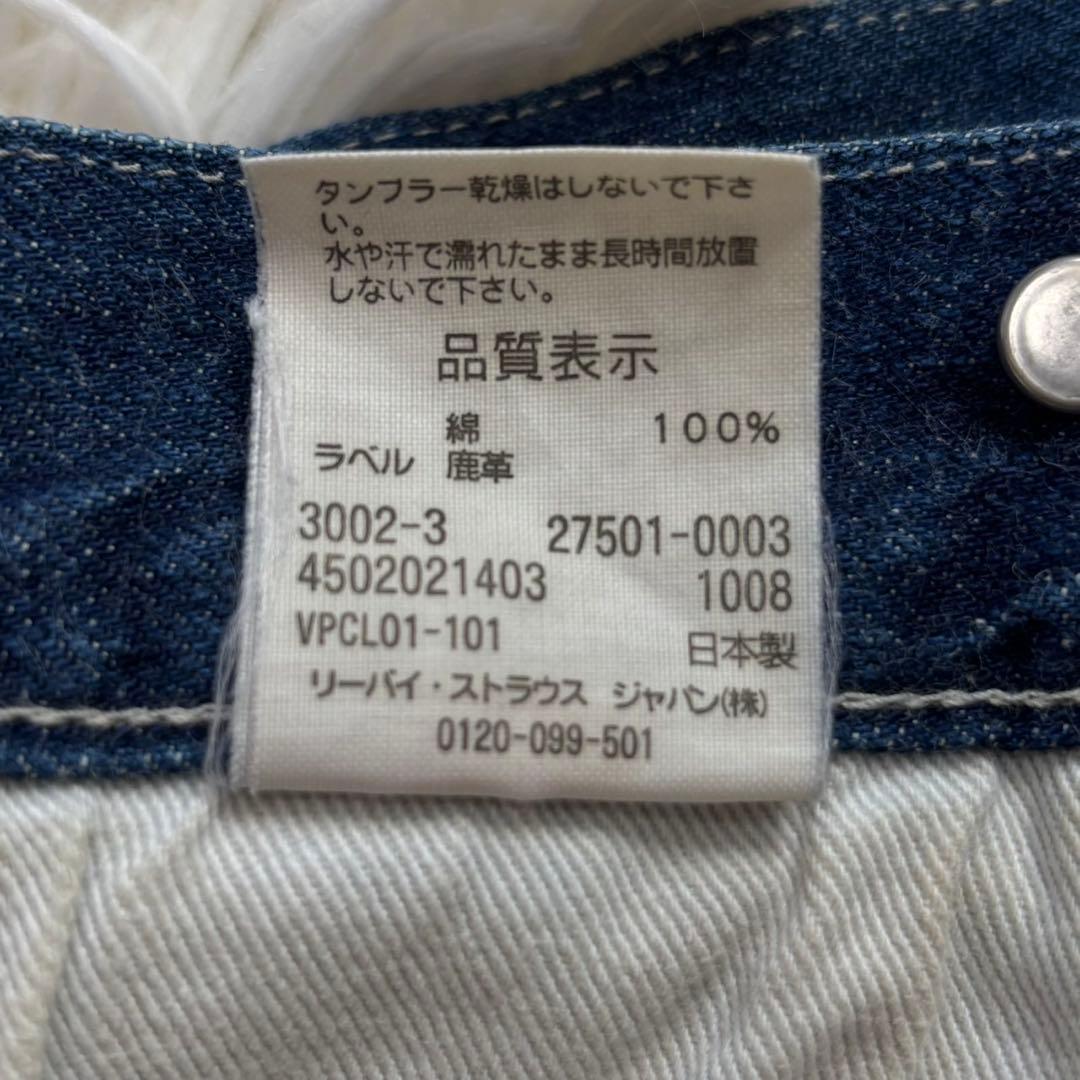 タンブラー乾燥はしないで下さ
い。
水や汗で濡れたまま長時間放置
しないで下さい。
品質表示
綿 100%
ラベル 鹿革
3002-3 27501-0003
4502021403 1008
VPCL01-101 日本製
リーバイ・ストラウス ジャパン(株)
0120-099-501